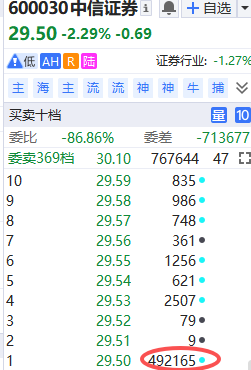 600030中信证券
+自选
29.50 -2.29% -0.69
低 AH R 陆 证券行业: -1.27%
主 海 主 流 流 神 神 牛 捕
买卖十档 量 10
委比 -86.86% 委差 -713677
委卖369档 30.10 767644 47
10 29.59 835
9 29.58 986
8 29.57 748
7 29.56 361
6 29.55 1256
5 29.54 621
4 29.53 2507
3 29.52 79
2 29.51 9
1 29.50 492165